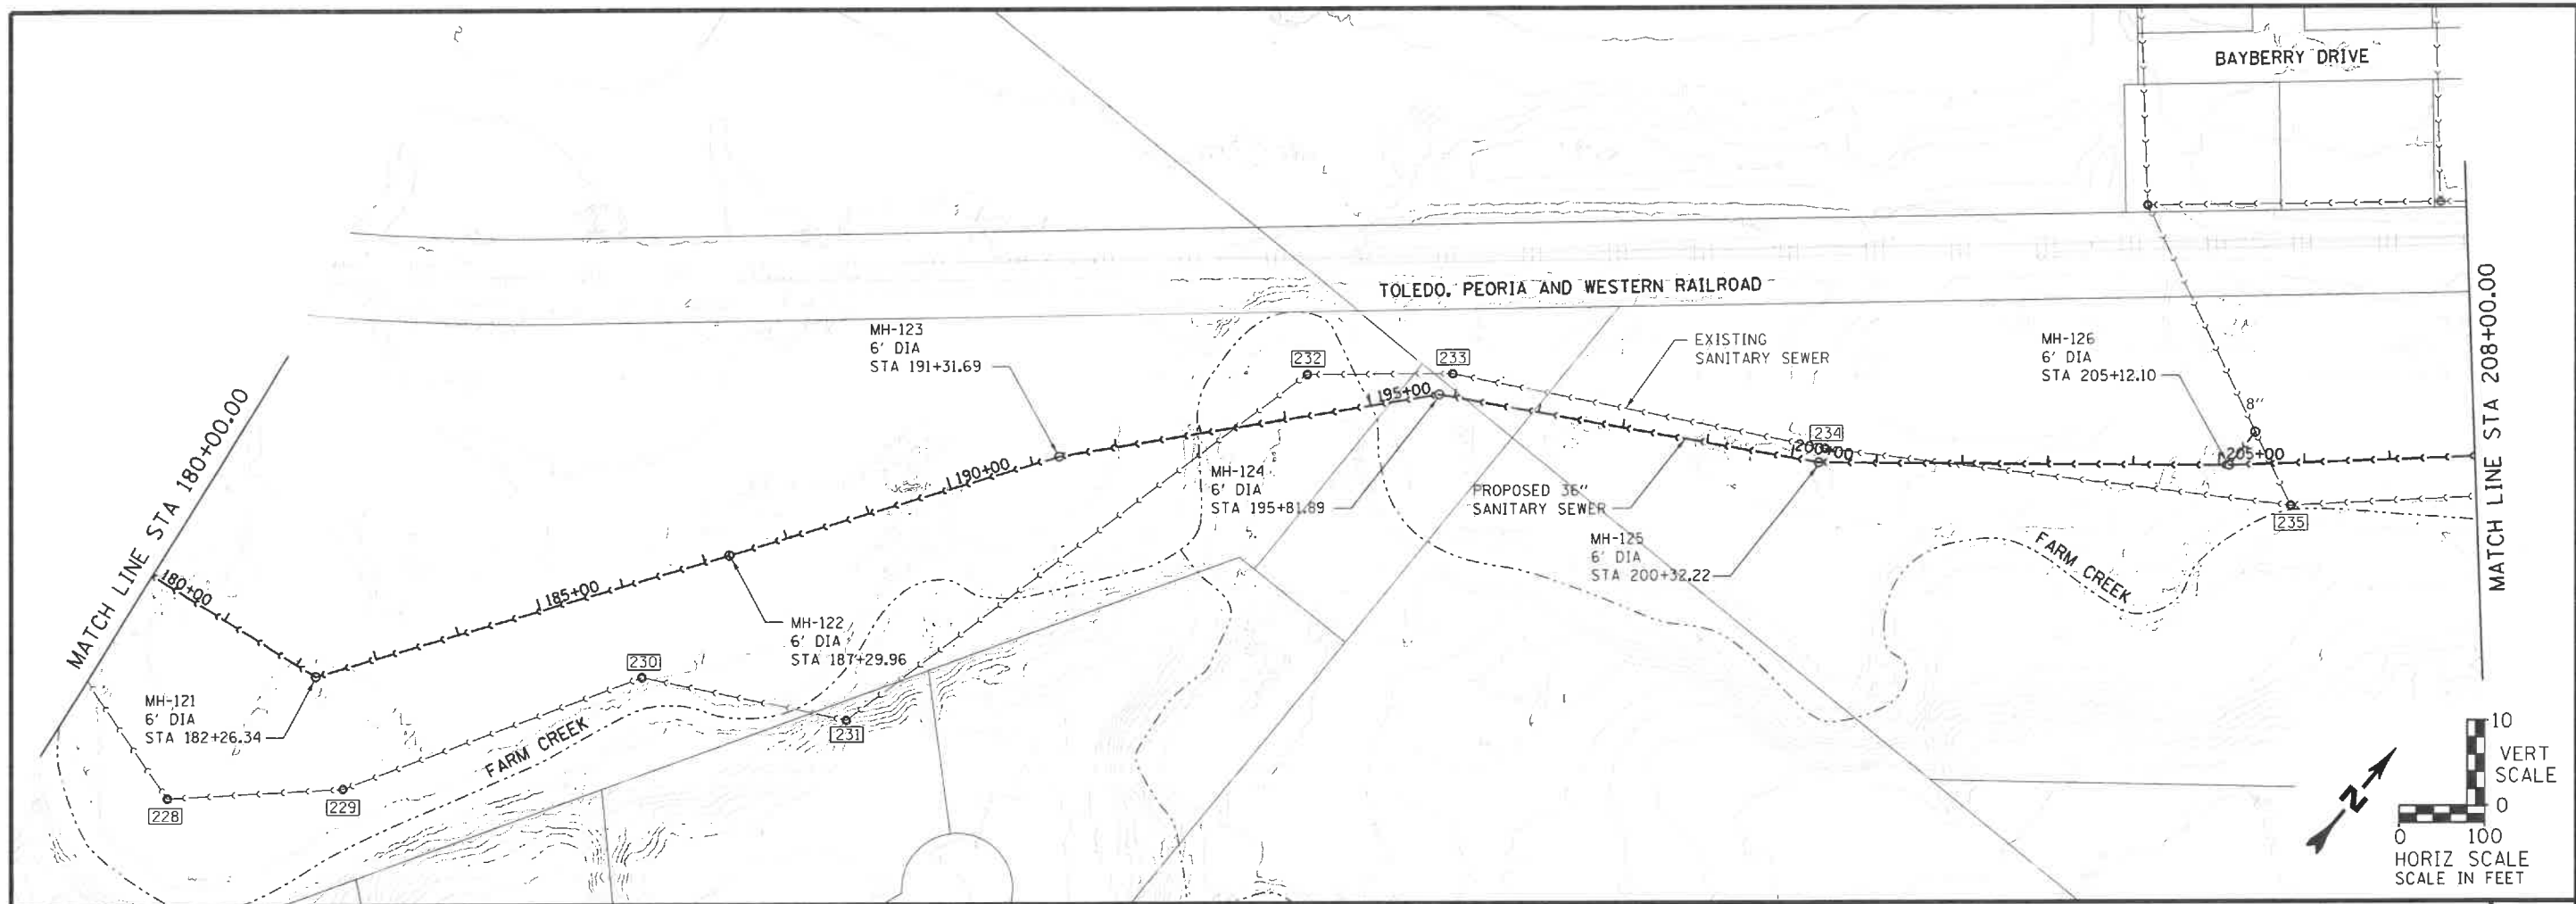 BAYBERRY DRIVE
TOLEDO, PEORIA AND WESTERN RAILROAD
MATCH LINE STA 180+00.00
MATCH LINE STA 208+00.00
MH-123
6' DIA
STA 191+31.69
232
233
EXISTING
SANITARY SEWER
MH-126
6' DIA
STA 205+12.10
195+00
8"
234
200+00
205+00
190+00
MH-124
6' DIA
STA 195+81.89
PROPOSED 36"
SANITARY SEWER
235
MH-125
6' DIA
STA 200+32.22
FARM CREEK
180+00
185+00
MH-122
6' DIA
STA 187+29.96
230
MH-121
6' DIA
STA 182+26.34
231
FARM CREEK
228
229
N
10
VERT
SCALE
0
0 100
HORIZ SCALE
SCALE IN FEET